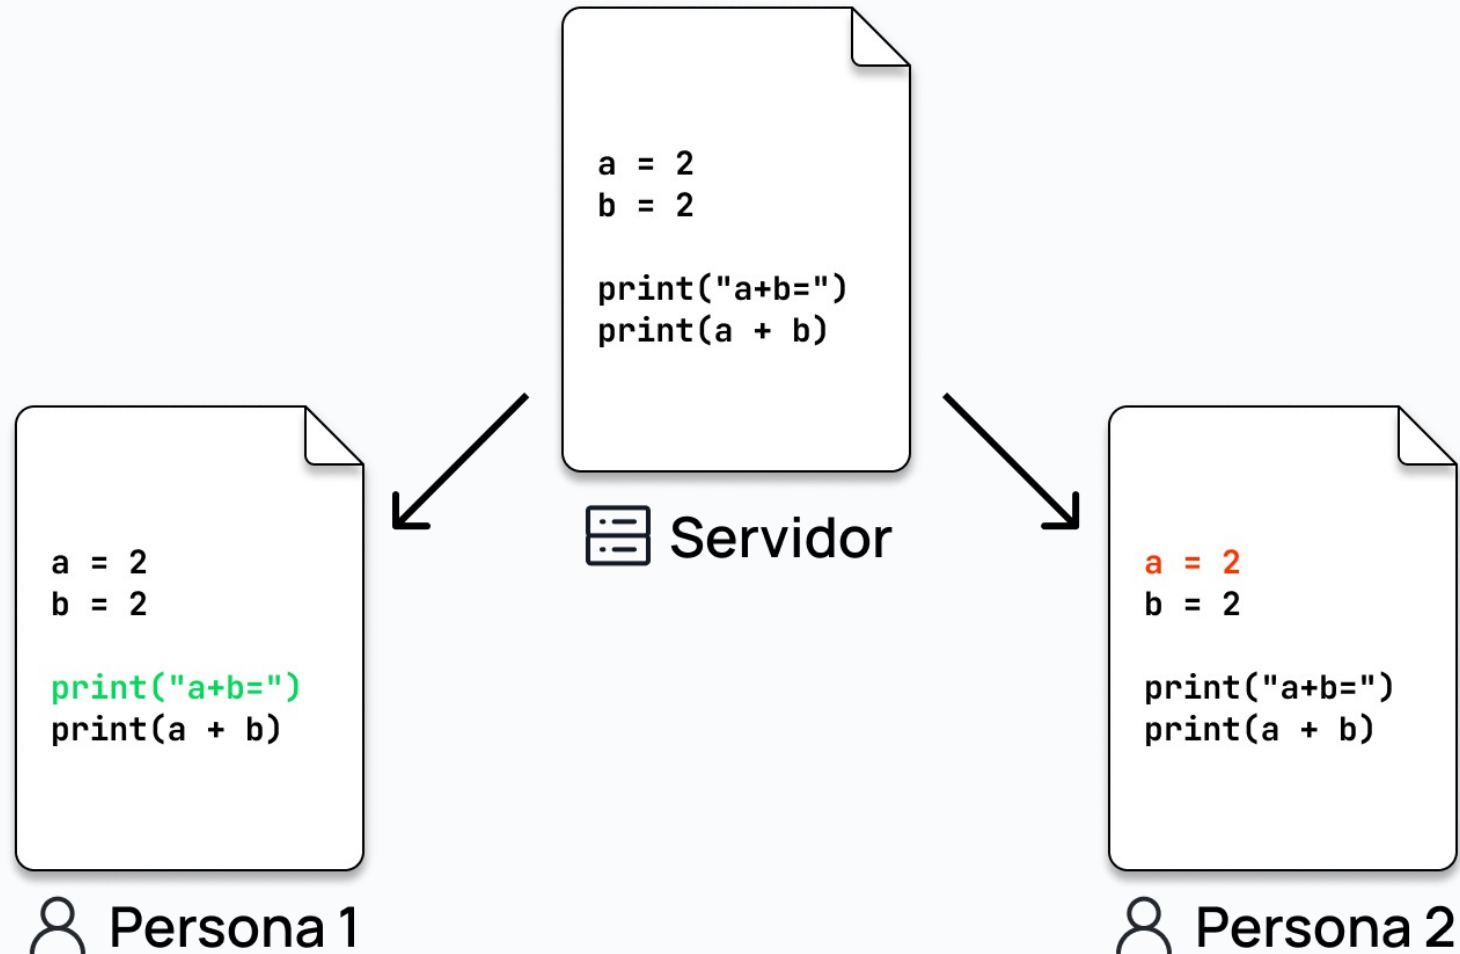 a = 2
b = 2
print("a+b=")
print(a + b)
Servidor
a = 2
b = 2
print("a+b=")
print(a + b)
Persona 1
a = 2
b = 2
print("a+b=")
print(a + b)
Persona 2